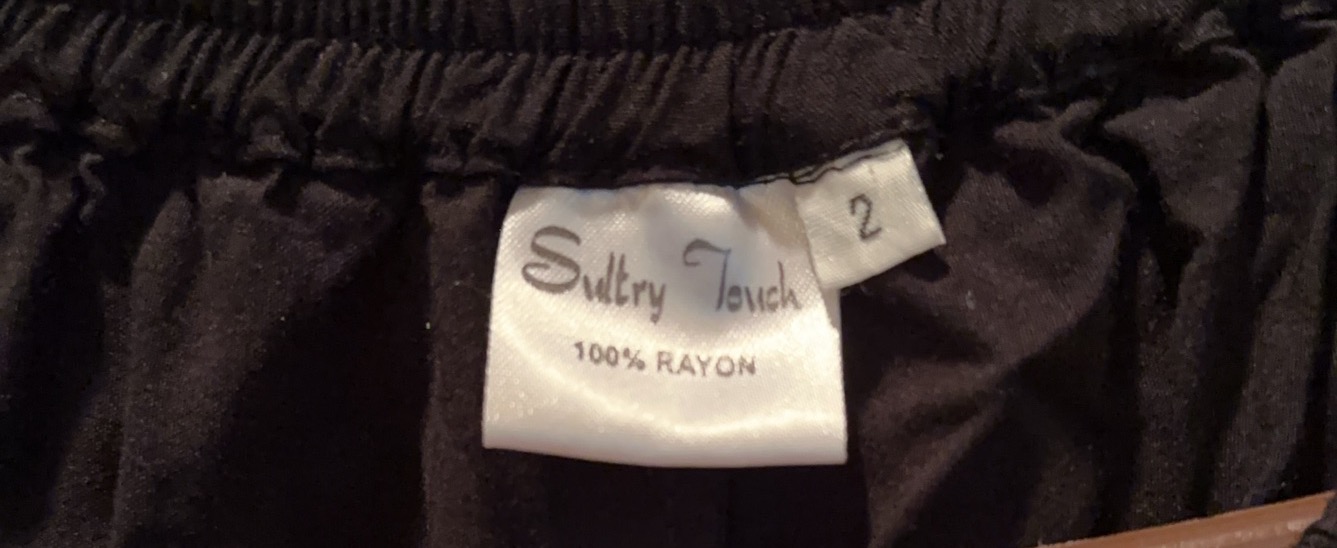 Sultry Touch
100% RAYON
2